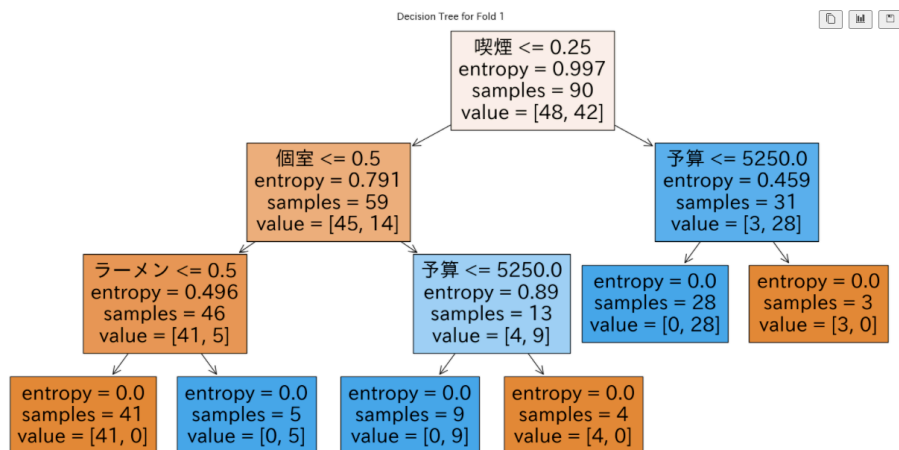 Decision Tree for Fold 1
喫煙 <= 0.25
entropy = 0.997
samples = 90
value = [48, 42]
個室 <= 0.5
entropy = 0.791
samples = 59
value = [45, 14]
予算 <= 5250.0
entropy = 0.459
samples = 31
value = [3, 28]
ラーメン <= 0.5
entropy = 0.496
samples = 46
value = [41, 5]
予算 <= 5250.0
entropy = 0.89
samples = 13
value = [4, 9]
entropy = 0.0
samples = 28
value = [0, 28]
entropy = 0.0
samples = 3
value = [3, 0]
entropy = 0.0
samples = 41
value = [41, 0]
entropy = 0.0
samples = 5
value = [0, 5]
entropy = 0.0
samples = 9
value = [0, 9]
entropy = 0.0
samples = 4
value = [4, 0]